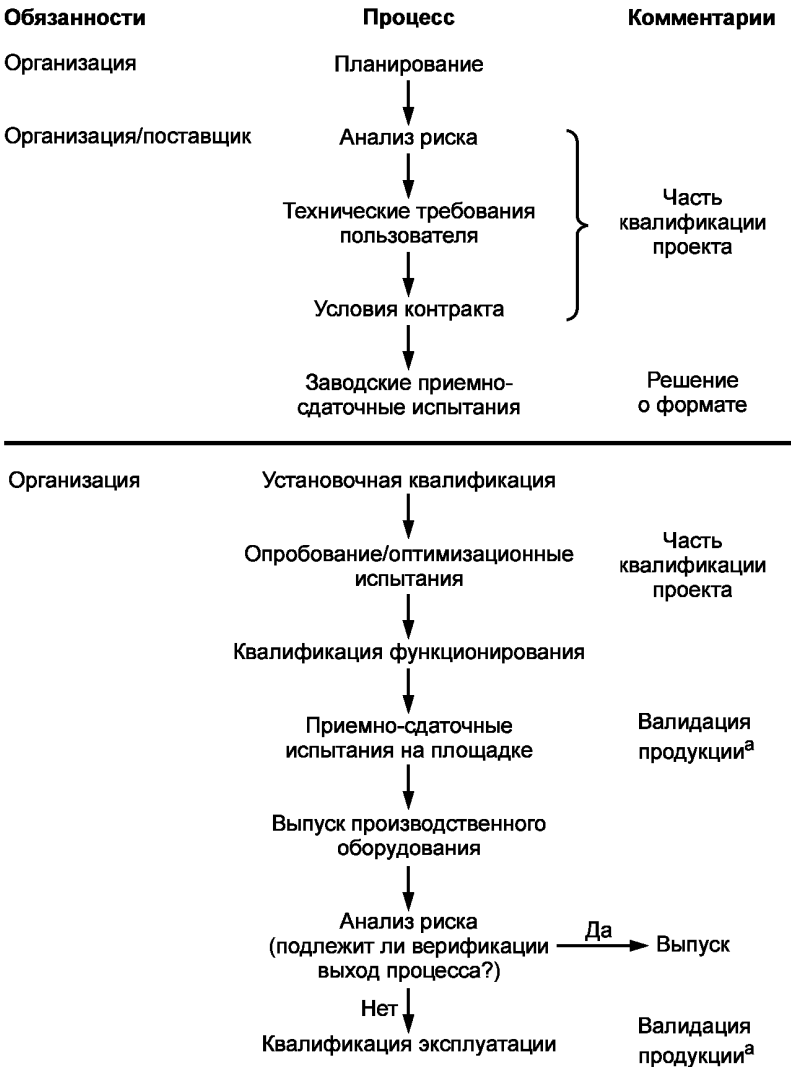 Обязанности Процесс Комментарии
Организация Планирование
Организация/поставщик Анализ риска
Технические требования
пользователя
Часть
квалификации
проекта
Условия контракта
Заводские приемно-
сдаточные испытания
Решение
о формате
Организация Установочная квалификация
Опробование/оптимизационные
испытания
Часть
квалификации
проекта
Квалификация функционирования
Приемно-сдаточные
испытания на площадке
Валидация
продукцииᵃ
Выпуск производственного
оборудования
Анализ риска
(подлежит ли верификации
выход процесса?)
Да
Выпуск
Нет
Квалификация эксплуатации
Валидация
продукцииᵃ